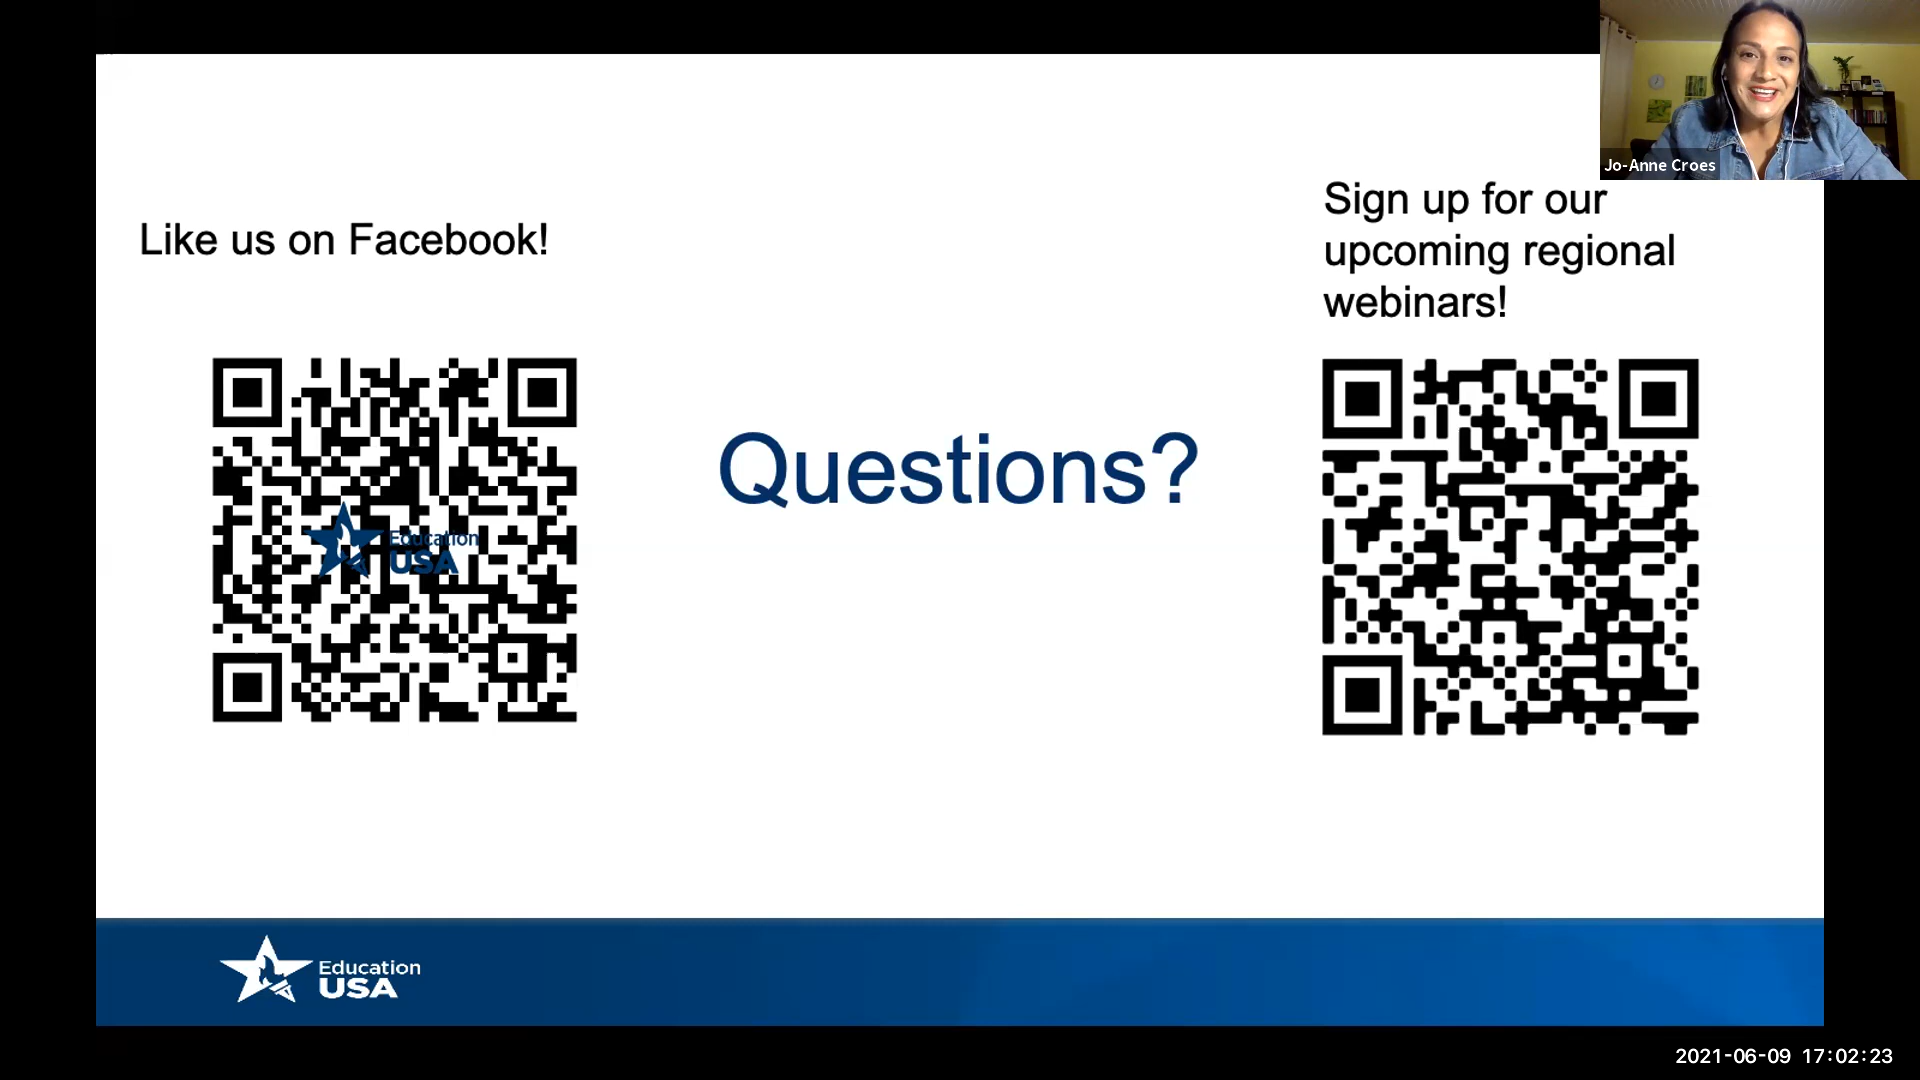 Jo-Anne Croes
Like us on Facebook!
Sign up for our
upcoming regional
webinars!
Questions?
Education
USA
Education
USA
2021-06-09 17:02:23